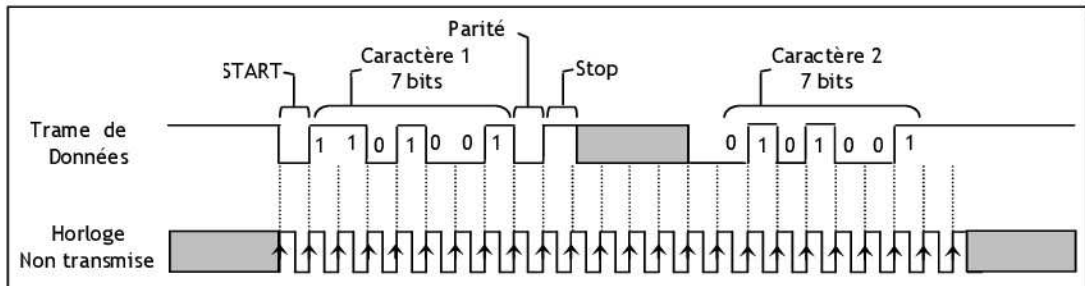 Parité
START
Caractère 1
7 bits
Stop
Caractère 2
7 bits
Trame de
Données
1 1 0 1 0 0 1
0 1 0 1 0 0 1
Horloge
Non transmise